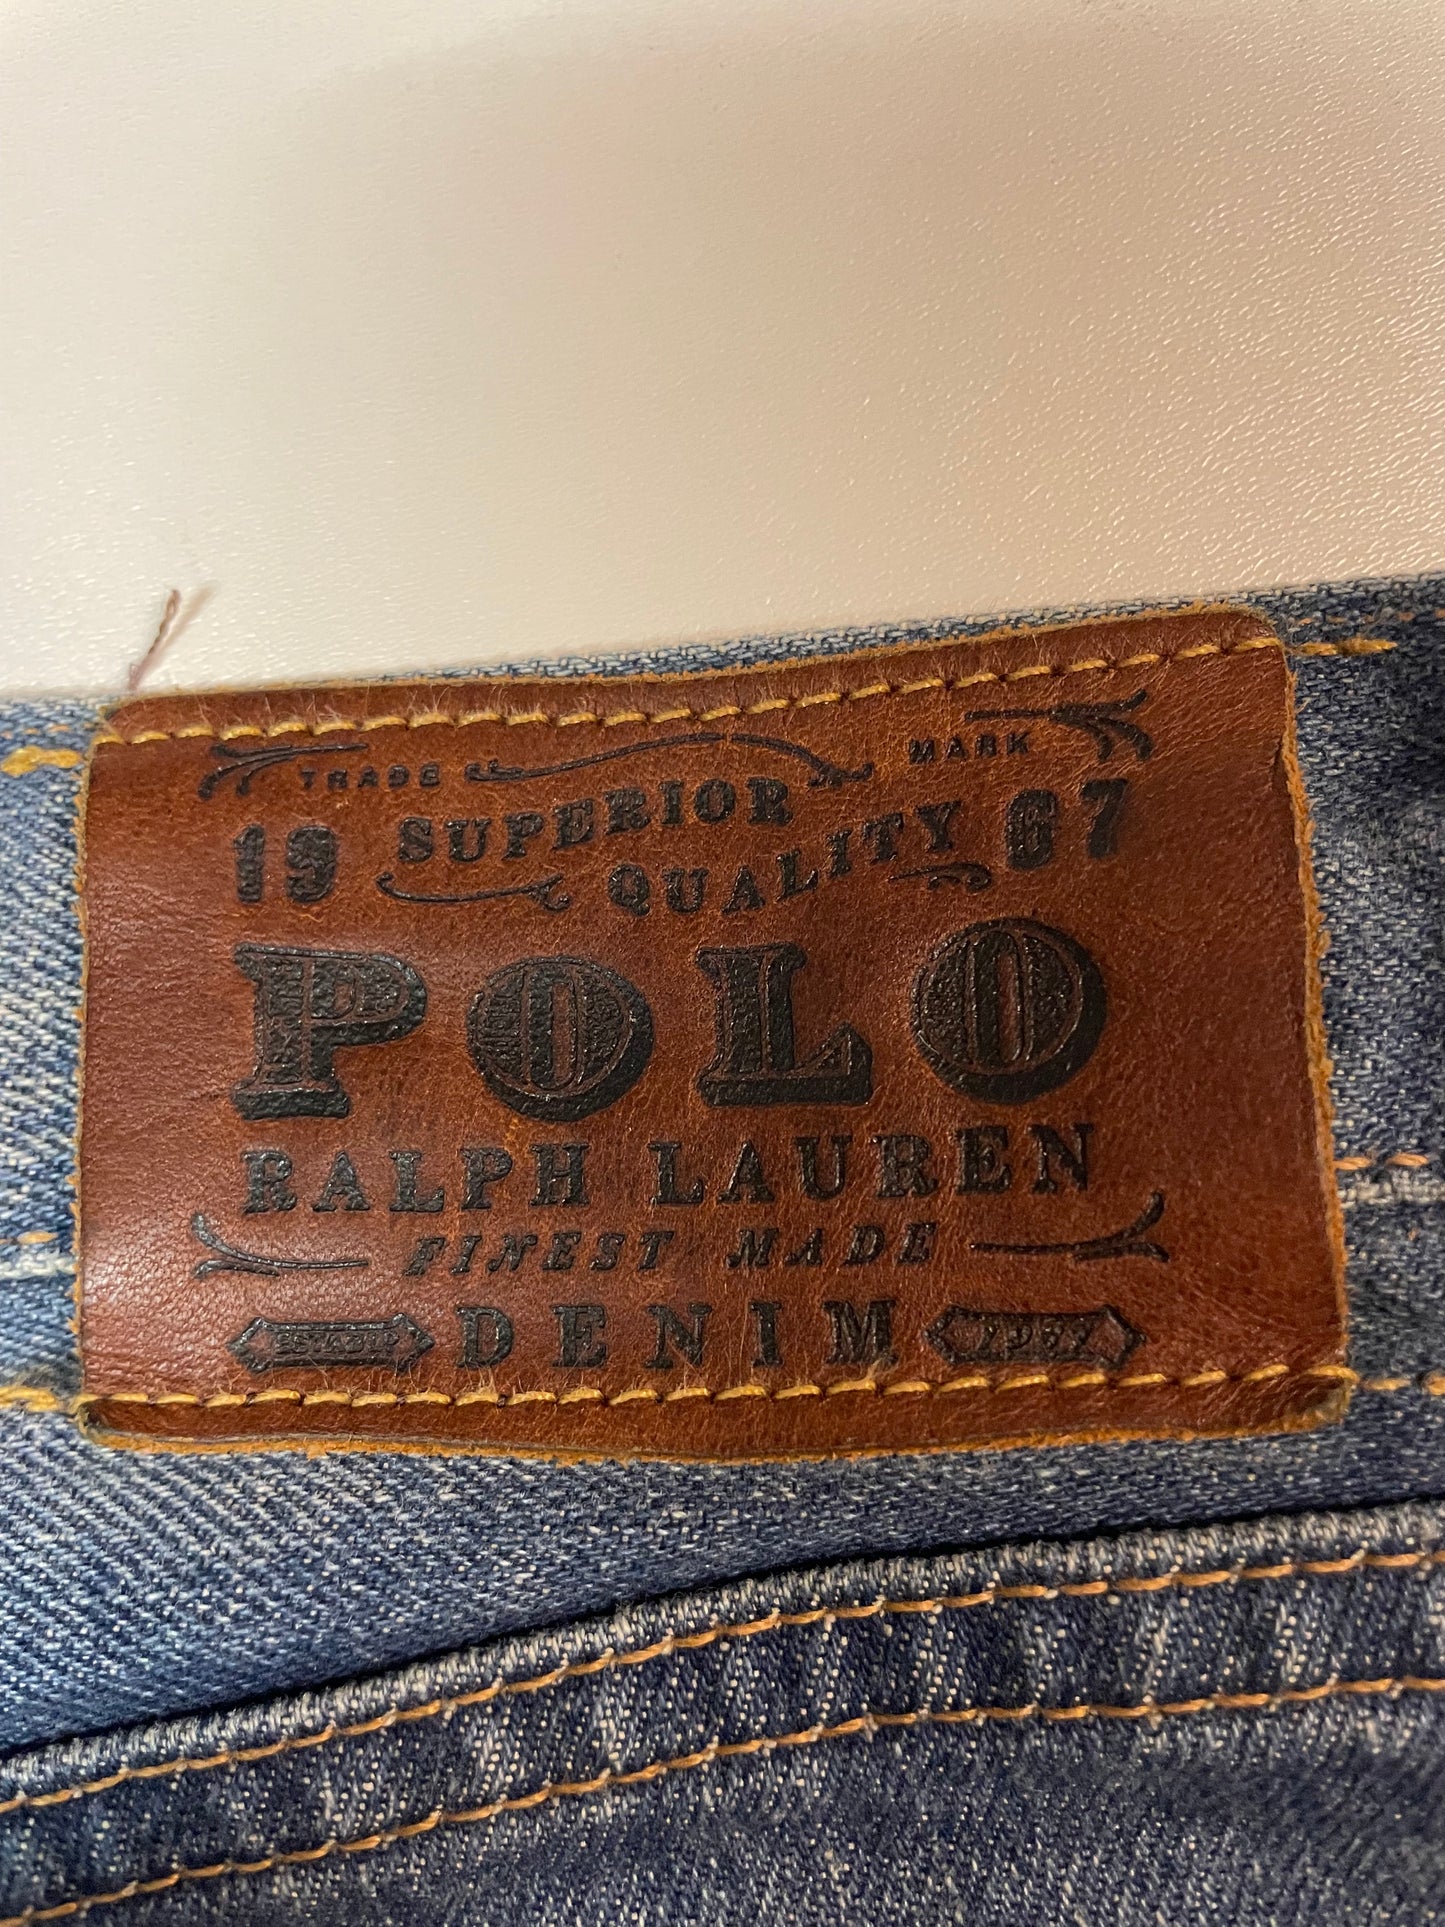 TRADE MARK
19 SUPERIOR QUALITY 67
POLO
RALPH LAUREN
FINEST MADE
DENIM